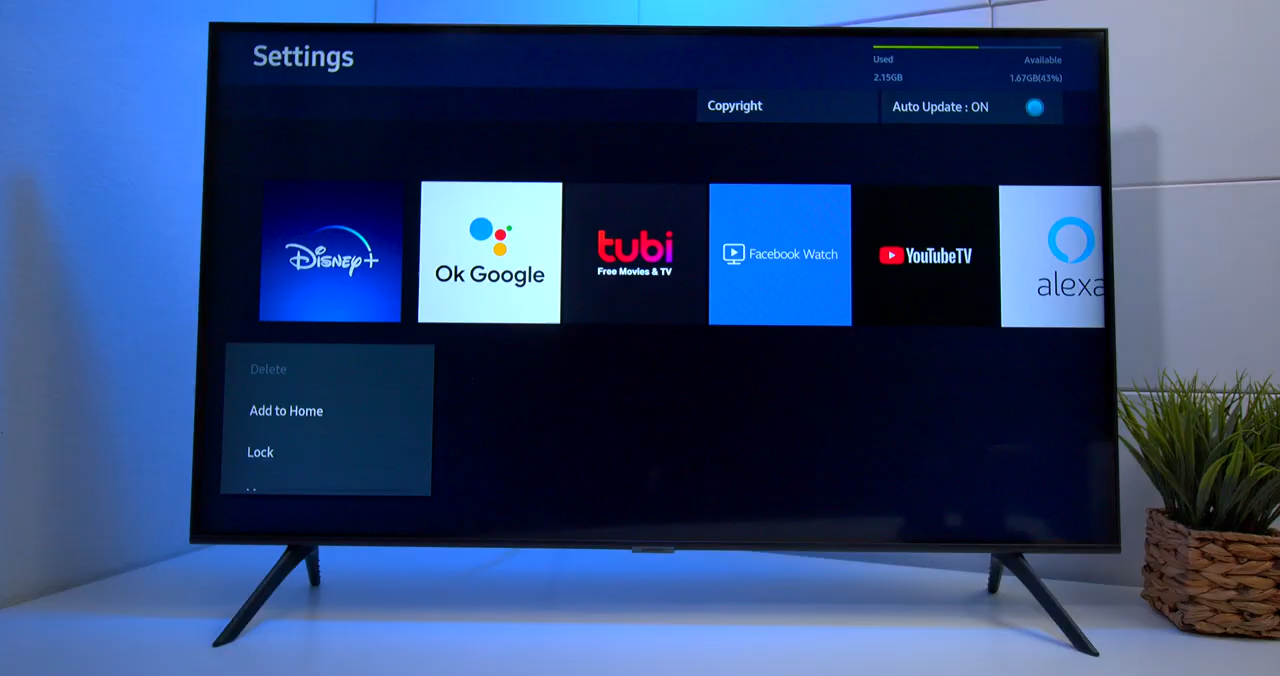 Settings
Used
Available
2.15GB
1.67GB(43%)
Copyright
Auto Update : ON
Disney+
Ok Google
tubi
Free Movies & TV
Facebook Watch
YouTubeTV
alexa
Delete
Add to Home
Lock